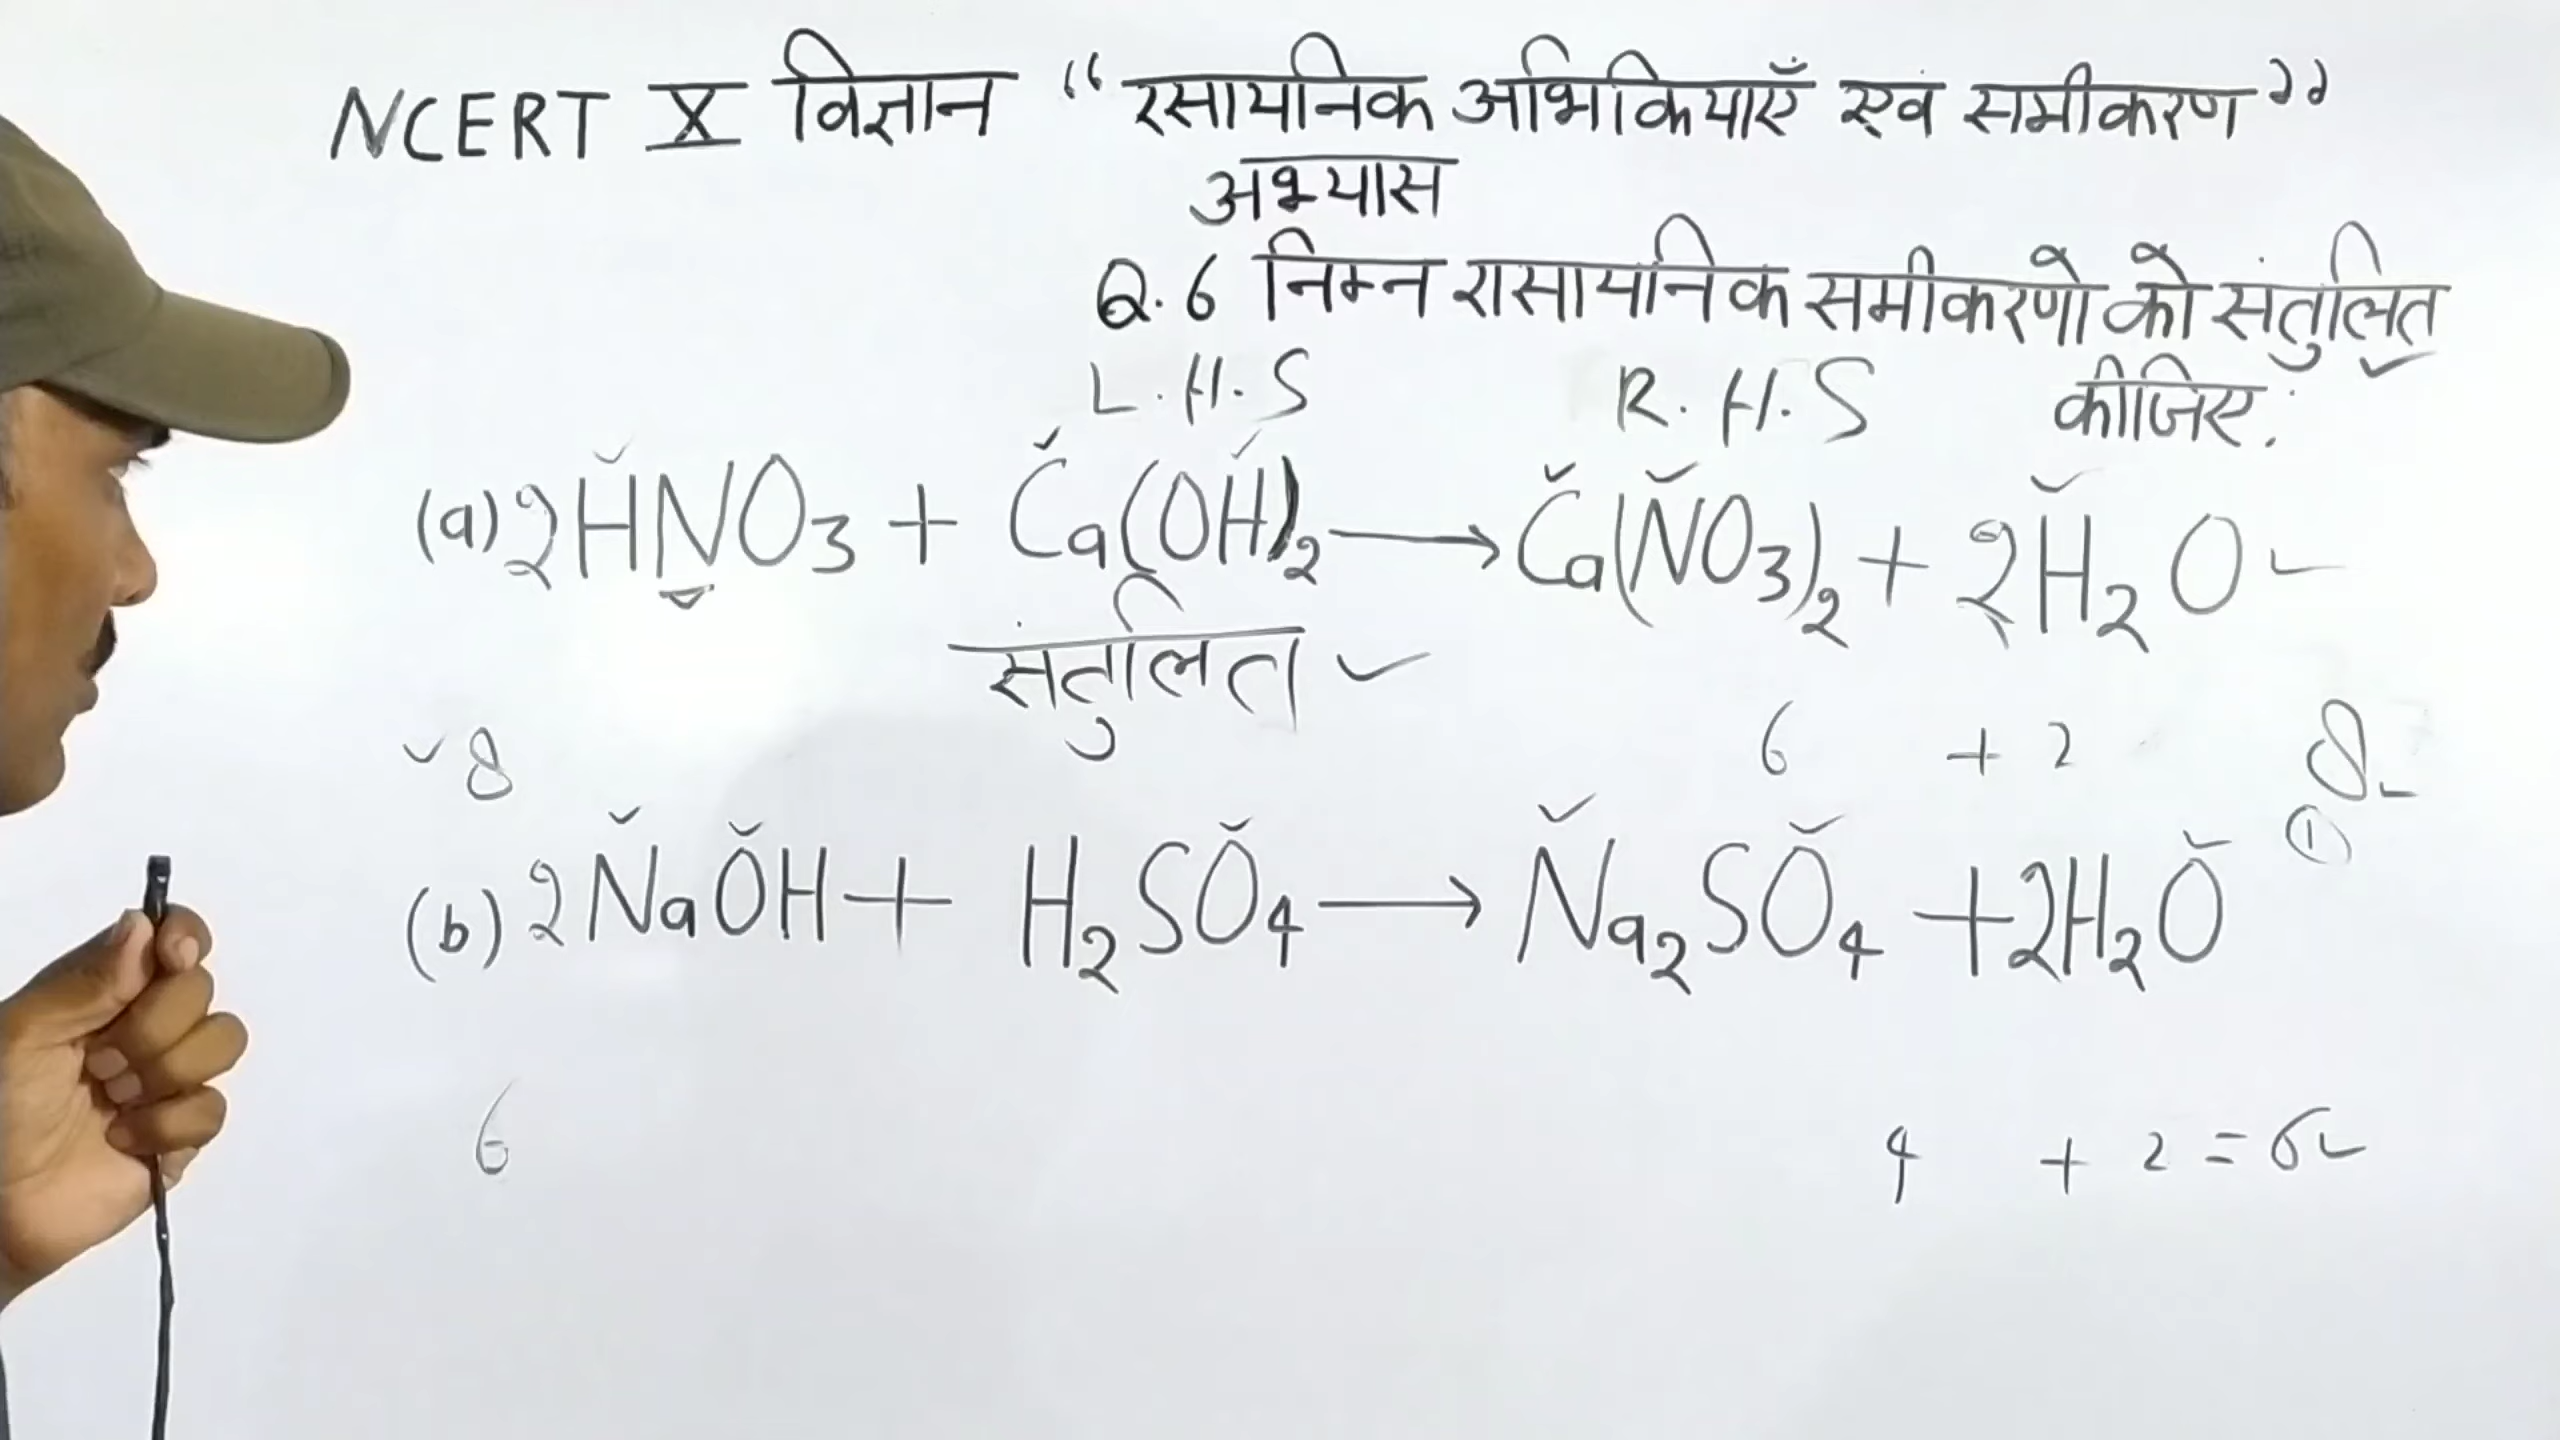 NCERT X विज्ञान “रसायनिक अभिकियाएँ एवं समीकरण”
अभ्यास
Q.6 निम्न रासायनिक समीकरणो को संतुलित
कीजिए:
L.H.S R.H.S
(a) 2HNO3 + Ca(OH)2 → Ca(NO3)2 + 2H2O
संतुलित ✓
✓ 8 6 + 2 8
①
(b) 2NaOH + H2SO4 → Na2SO4 + 2H2O
6 4 + 2 = 6